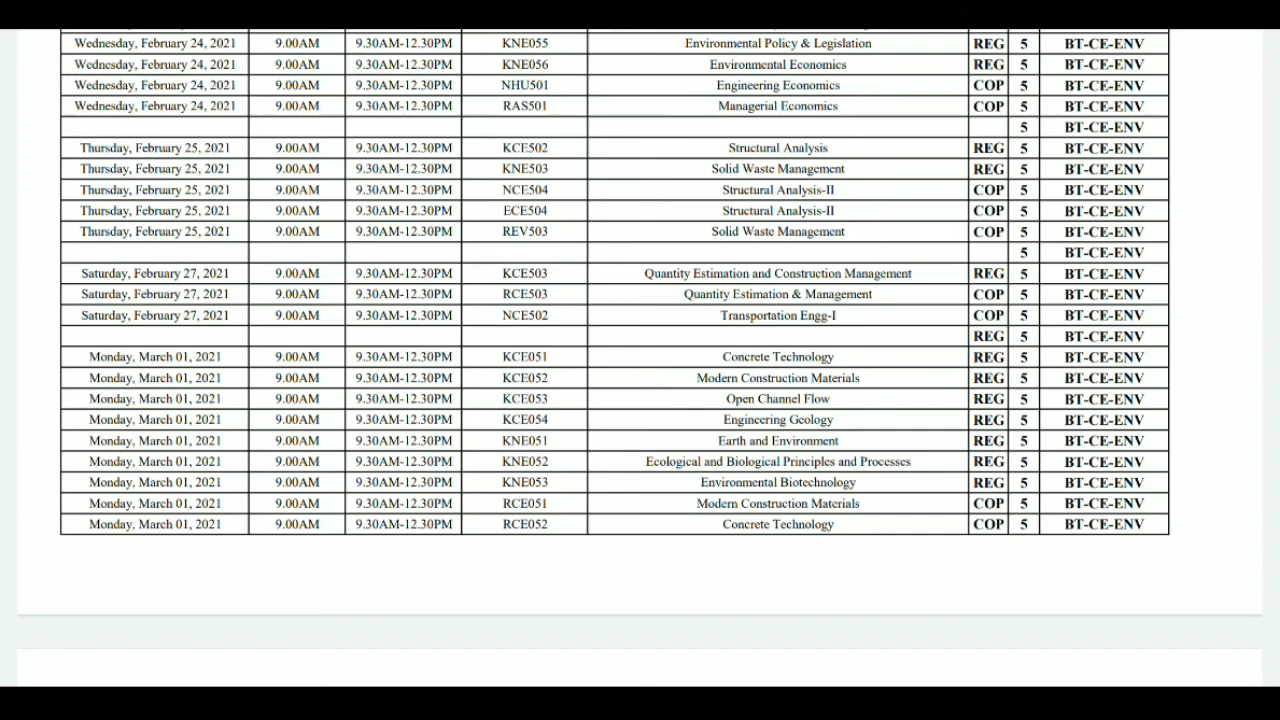 Wednesday, February 24, 2021 9.00AM 9.30AM-12.30PM KNE055 Environmental Policy & Legislation REG 5 BT-CE-ENV
Wednesday, February 24, 2021 9.00AM 9.30AM-12.30PM KNE056 Environmental Economics REG 5 BT-CE-ENV
Wednesday, February 24, 2021 9.00AM 9.30AM-12.30PM NHU501 Engineering Economics COP 5 BT-CE-ENV
Wednesday, February 24, 2021 9.00AM 9.30AM-12.30PM RAS501 Managerial Economics COP 5 BT-CE-ENV
5 BT-CE-ENV
Thursday, February 25, 2021 9.00AM 9.30AM-12.30PM KCE502 Structural Analysis REG 5 BT-CE-ENV
Thursday, February 25, 2021 9.00AM 9.30AM-12.30PM KNE503 Solid Waste Management REG 5 BT-CE-ENV
Thursday, February 25, 2021 9.00AM 9.30AM-12.30PM NCE504 Structural Analysis-II COP 5 BT-CE-ENV
Thursday, February 25, 2021 9.00AM 9.30AM-12.30PM ECE504 Structural Analysis-II COP 5 BT-CE-ENV
Thursday, February 25, 2021 9.00AM 9.30AM-12.30PM REV503 Solid Waste Management COP 5 BT-CE-ENV
5 BT-CE-ENV
Saturday, February 27, 2021 9.00AM 9.30AM-12.30PM KCE503 Quantity Estimation and Construction Management REG 5 BT-CE-ENV
Saturday, February 27, 2021 9.00AM 9.30AM-12.30PM RCE503 Quantity Estimation & Management COP 5 BT-CE-ENV
Saturday, February 27, 2021 9.00AM 9.30AM-12.30PM NCE502 Transportation Engg-I COP 5 BT-CE-ENV
REG 5 BT-CE-ENV
Monday, March 01, 2021 9.00AM 9.30AM-12.30PM KCE051 Concrete Technology REG 5 BT-CE-ENV
Monday, March 01, 2021 9.00AM 9.30AM-12.30PM KCE052 Modern Construction Materials REG 5 BT-CE-ENV
Monday, March 01, 2021 9.00AM 9.30AM-12.30PM KCE053 Open Channel Flow REG 5 BT-CE-ENV
Monday, March 01, 2021 9.00AM 9.30AM-12.30PM KCE054 Engineering Geology REG 5 BT-CE-ENV
Monday, March 01, 2021 9.00AM 9.30AM-12.30PM KNE051 Earth and Environment REG 5 BT-CE-ENV
Monday, March 01, 2021 9.00AM 9.30AM-12.30PM KNE052 Ecological and Biological Principles and Processes REG 5 BT-CE-ENV
Monday, March 01, 2021 9.00AM 9.30AM-12.30PM KNE053 Environmental Biotechnology REG 5 BT-CE-ENV
Monday, March 01, 2021 9.00AM 9.30AM-12.30PM RCE051 Modern Construction Materials COP 5 BT-CE-ENV
Monday, March 01, 2021 9.00AM 9.30AM-12.30PM RCE052 Concrete Technology COP 5 BT-CE-ENV